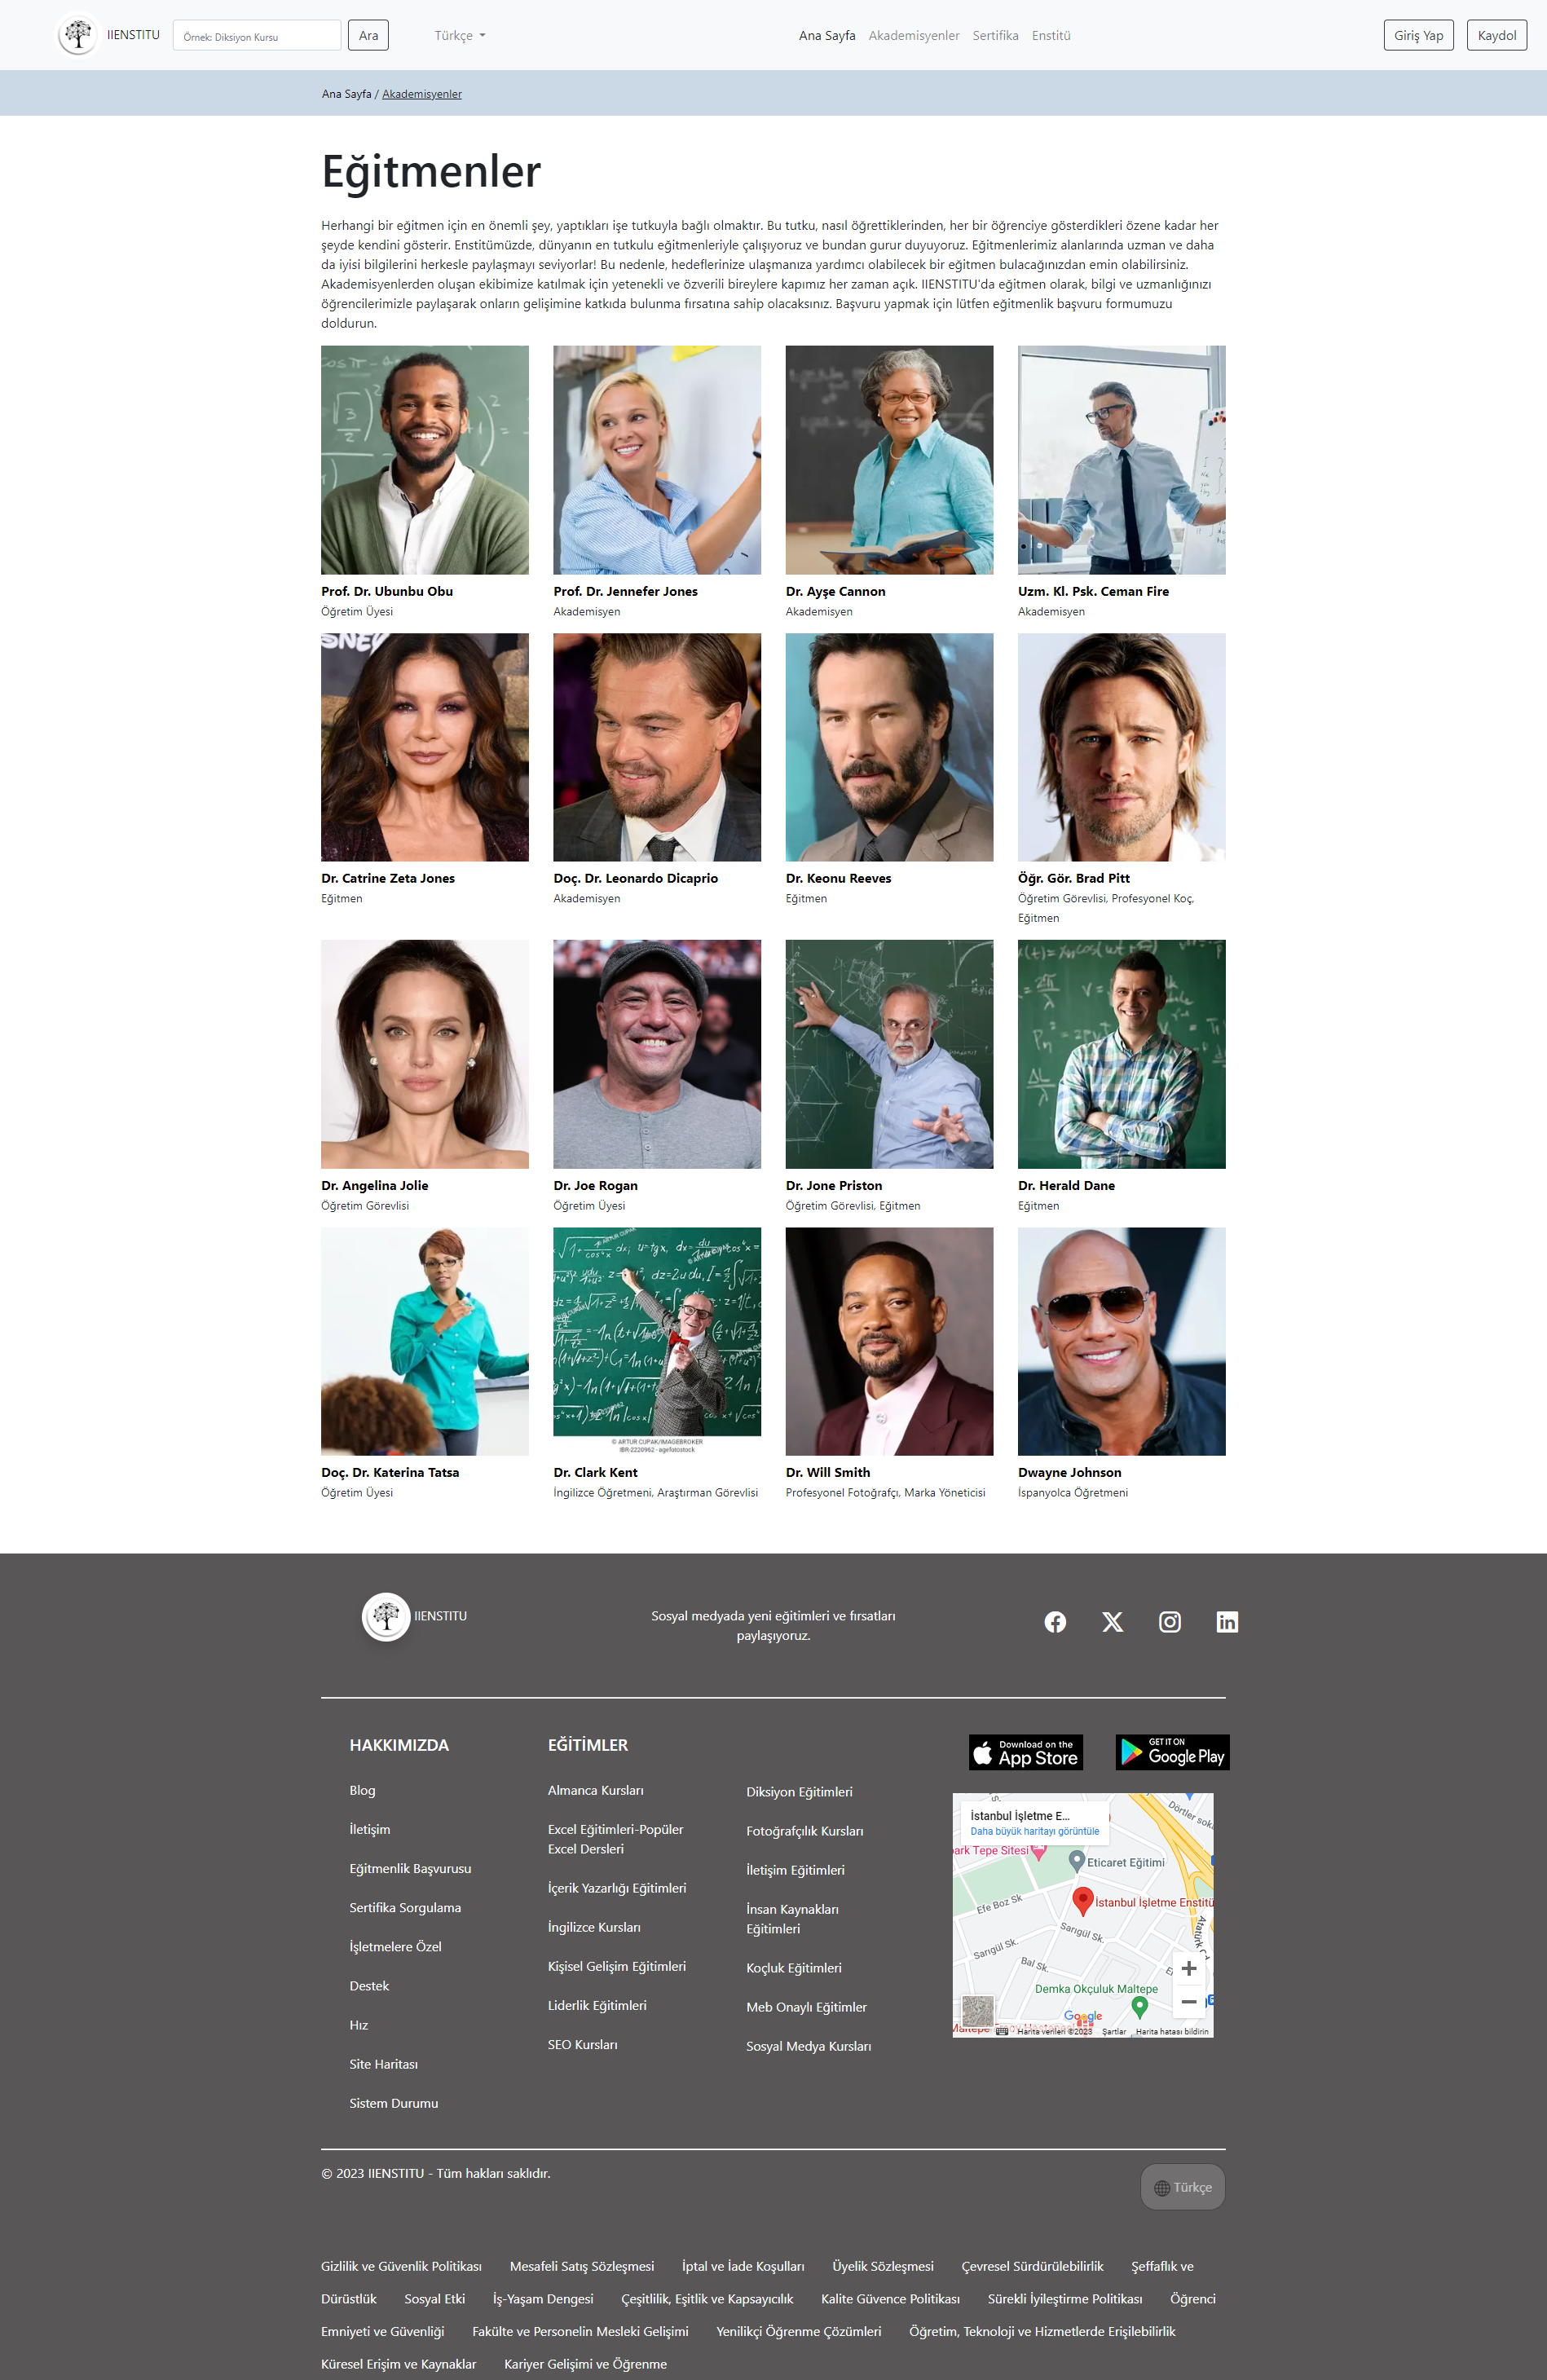 IIENSTITU
Örnek: Diksiyon Kursu
Ara
Türkçe
Ana Sayfa
Akademisyenler
Sertifika
Enstitü
Giriş Yap
Kaydol
Ana Sayfa / Akademisyenler
Eğitmenler
Herhangi bir eğitmen için en önemli şey, yaptıkları işe tutkuyla bağlı olmaktır. Bu tutku, nasıl öğrettiklerinden, her bir öğrenciye gösterdikleri özene kadar her
şeyde kendini gösterir. Enstitümüzde, dünyanın en tutkulu eğitmenleriyle çalışıyoruz ve bundan gurur duyuyoruz. Eğitmenlerimiz alanlarında uzman ve daha
da iyisi bilgilerini herkesle paylaşmayı seviyorlar! Bu nedenle, hedeflerinize ulaşmanıza yardımcı olabilecek bir eğitmen bulacağınızdan emin olabilirsiniz.
Akademisyenlerden oluşan ekibimize katılmak için yetenekli ve özverili bireylere kapımız her zaman açık. IIENSTITU'da eğitmen olarak, bilgi ve uzmanlığınızı
öğrencilerimizle paylaşarak onların gelişimine katkıda bulunma fırsatına sahip olacaksınız. Başvuru yapmak için lütfen eğitmenlik başvuru formumuzu
doldurun.
Prof. Dr. Ubunbu Obu
Öğretim Üyesi
Prof. Dr. Jennefer Jones
Akademisyen
Dr. Ayşe Cannon
Akademisyen
Uzm. Kl. Psk. Ceman Fire
Akademisyen
Dr. Catrine Zeta Jones
Eğitmen
Doç. Dr. Leonardo Dicaprio
Akademisyen
Dr. Keonu Reeves
Eğitmen
Öğr. Gör. Brad Pitt
Öğretim Görevlisi, Profesyonel Koç,
Eğitmen
Dr. Angelina Jolie
Öğretim Görevlisi
Dr. Joe Rogan
Öğretim Üyesi
Dr. Jone Priston
Öğretim Görevlisi, Eğitmen
Dr. Herald Dane
Eğitmen
© ARTUR CUPAK/IMAGEBROKER
IBR-2220962 - agefotostock
Doç. Dr. Katerina Tatsa
Öğretim Üyesi
Dr. Clark Kent
İngilizce Öğretmeni, Araştırman Görevlisi
Dr. Will Smith
Profesyonel Fotoğrafçı, Marka Yöneticisi
Dwayne Johnson
İspanyolca Öğretmeni
IIENSTITU
Sosyal medyada yeni eğitimleri ve fırsatları
paylaşıyoruz.
HAKKIMIZDA
Blog
İletişim
Eğitmenlik Başvurusu
Sertifika Sorgulama
İşletmelere Özel
Destek
Hız
Site Haritası
Sistem Durumu
EĞİTİMLER
Almanca Kursları
Excel Eğitimleri-Popüler
Excel Dersleri
İçerik Yazarlığı Eğitimleri
İngilizce Kursları
Kişisel Gelişim Eğitimleri
Liderlik Eğitimleri
SEO Kursları
Diksiyon Eğitimleri
Fotoğrafçılık Kursları
İletişim Eğitimleri
İnsan Kaynakları
Eğitimleri
Koçluk Eğitimleri
Meb Onaylı Eğitimler
Sosyal Medya Kursları
Download on the
App Store
GET IT ON
Google Play
İstanbul İşletme E...
Daha büyük haritayı görüntüle
Dörtler
park Tepe Sitesi
Eticaret Eğitimi
Efe Boz Sk
İstanbul İşletme Enstitü
Sarıgül Sk.
Sarıgül Sk.
Atatürk
Bal Sk.
Demka Okçuluk Maltepe
Google
Harita verileri ©2023
Şartlar
Harita hatası bildirin
© 2023 IIENSTITU - Tüm hakları saklıdır.
Türkçe
Gizlilik ve Güvenlik Politikası Mesafeli Satış Sözleşmesi İptal ve İade Koşulları Üyelik Sözleşmesi Çevresel Sürdürülebilirlik Şeffaflık ve
Dürüstlük Sosyal Etki İş-Yaşam Dengesi Çeşitlilik, Eşitlik ve Kapsayıcılık Kalite Güvence Politikası Sürekli İyileştirme Politikası Öğrenci
Emniyeti ve Güvenliği Fakülte ve Personelin Mesleki Gelişimi Yenilikçi Öğrenme Çözümleri Öğretim, Teknoloji ve Hizmetlerde Erişilebilirlik
Küresel Erişim ve Kaynaklar Kariyer Gelişimi ve Öğrenme